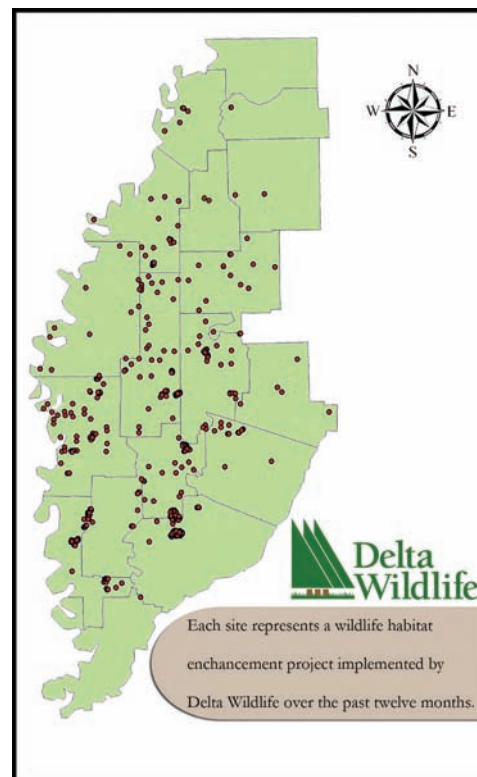 N
W E
S
Delta
Wildlife
Each site represents a wildlife habitat
enchancement project implemented by
Delta Wildlife over the past twelve months.